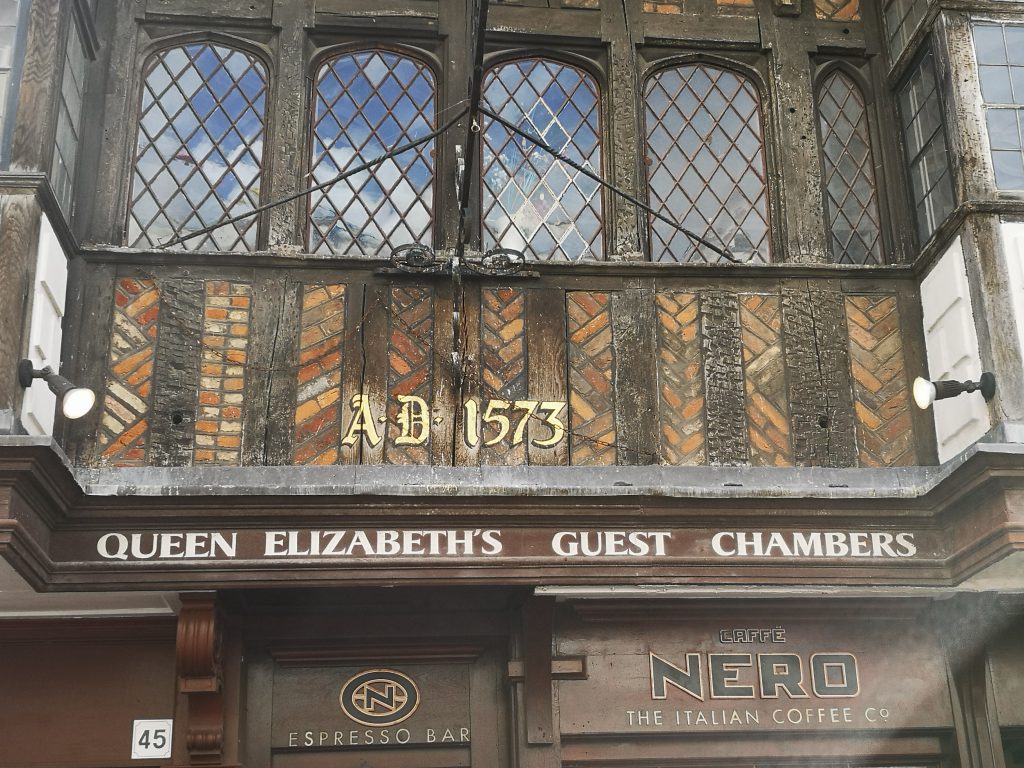 A·D· 1573
QUEEN ELIZABETH'S GUEST CHAMBERS
CAFFÈ
NERO
THE ITALIAN COFFEE Co
N
ESPRESSO BAR
45